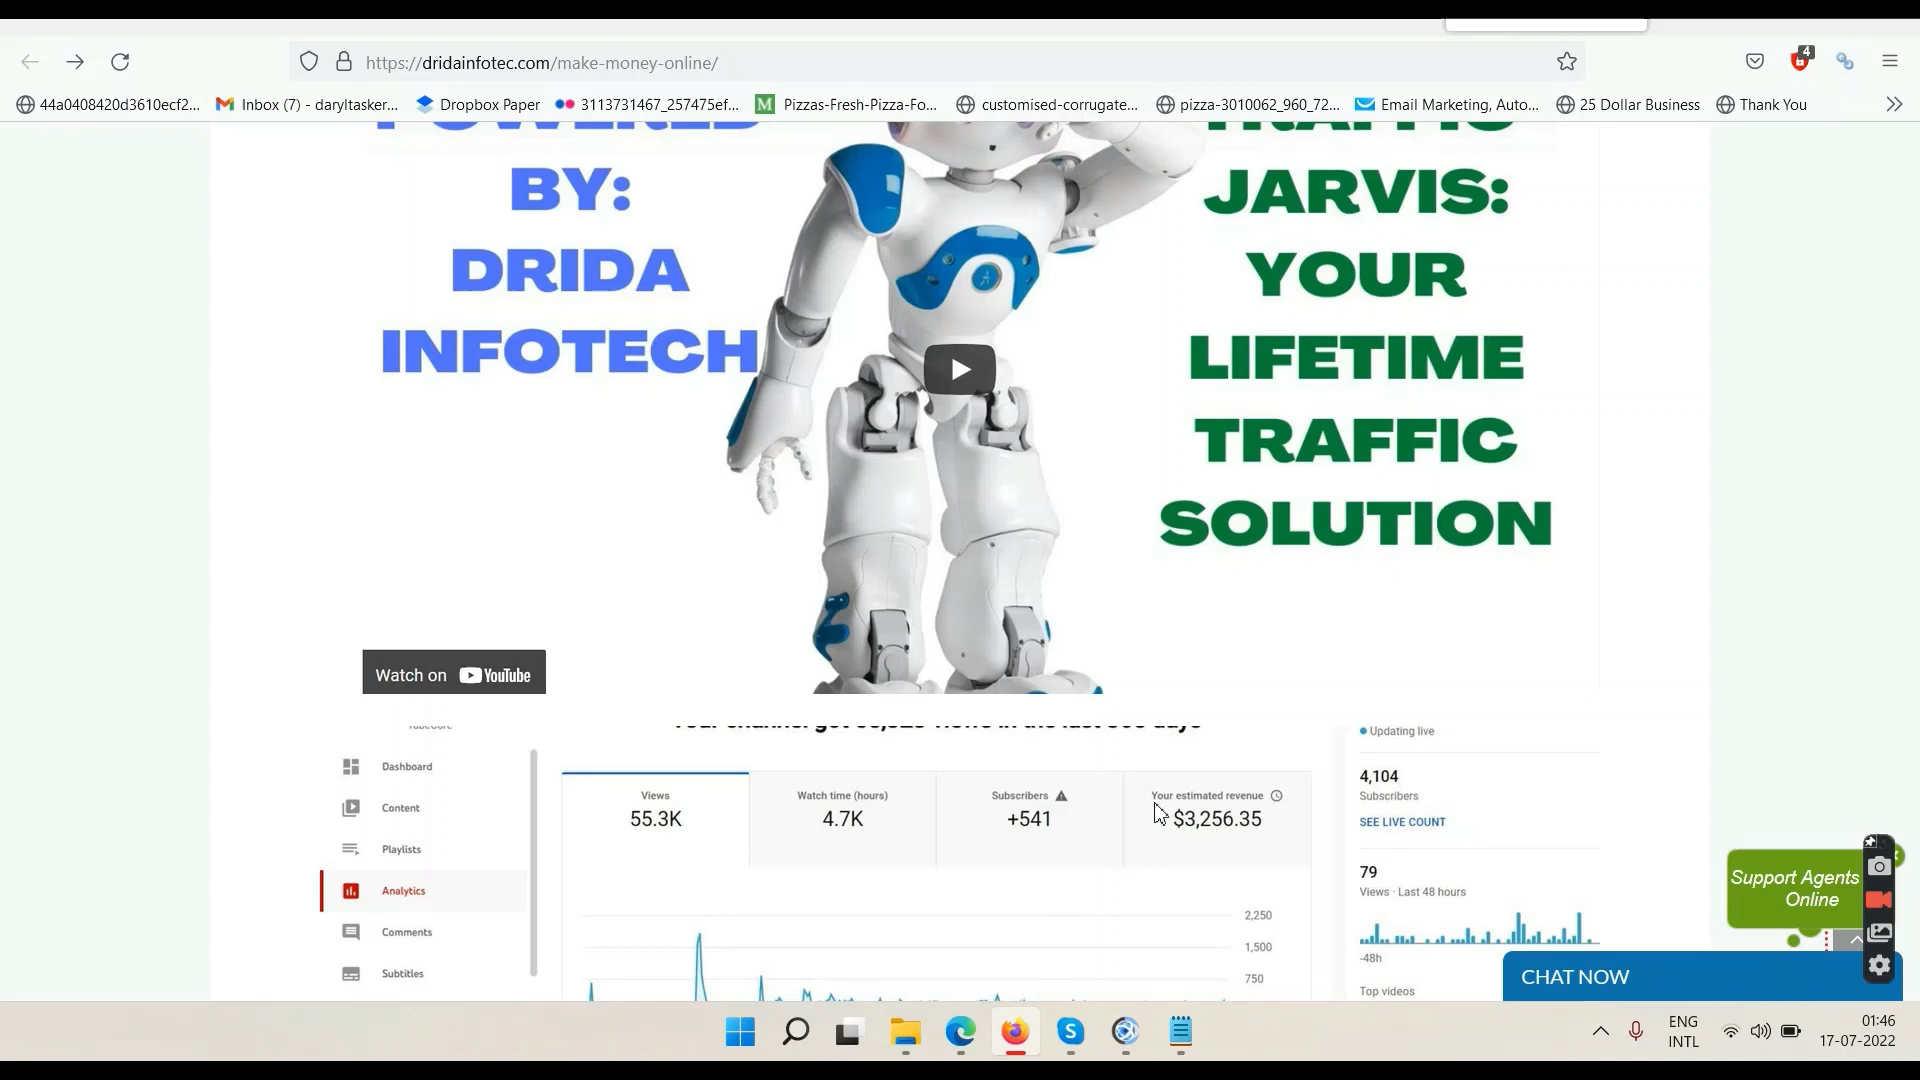 4
https://dridainfotec.com/make-money-online/
44a0408420d3610ecf2...
Inbox (7) - daryltasker...
Dropbox Paper
3113731467_257475ef...
M
Pizzas-Fresh-Pizza-Fo...
customised-corrugate...
pizza-3010062_960_72...
Email Marketing, Auto...
25 Dollar Business
Thank You
POWERED
BY:
DRIDA
INFOTECH
TRAFFIC
JARVIS:
YOUR
LIFETIME
TRAFFIC
SOLUTION
Watch on YouTube
Dashboard
Content
Playlists
Analytics
Comments
Subtitles
Views
55.3K
Watch time (hours)
4.7K
Subscribers
+541
Your estimated revenue
$3,256.35
2,250
1,500
750
Updating live
4,104
Subscribers
SEE LIVE COUNT
79
Views · Last 48 hours
-48h
Top videos
Support Agents
Online
CHAT NOW
S
ENG
INTL
01:46
17-07-2022